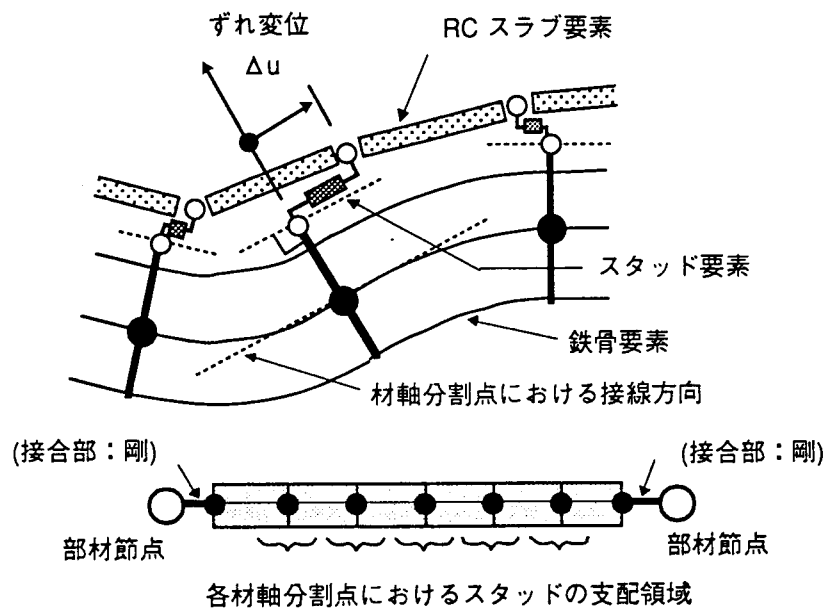 ずれ変位
Δu
RC スラブ要素
スタッド要素
鉄骨要素
材軸分割点における接線方向
(接合部：剛)
(接合部：剛)
部材節点
部材節点
各材軸分割点におけるスタッドの支配領域